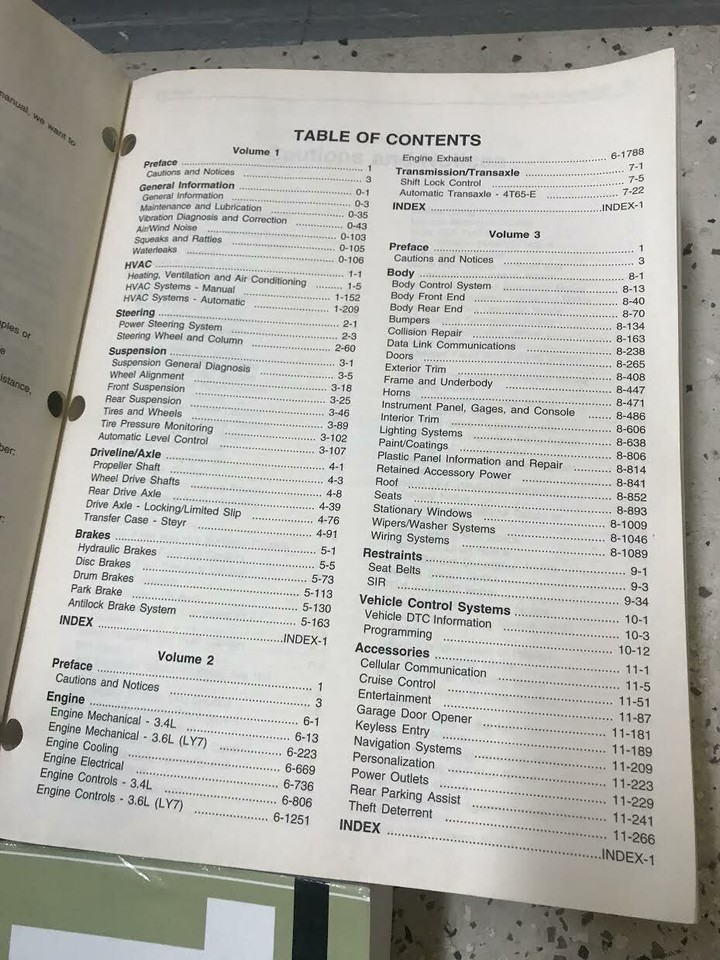 manual, we want to
ples or
e
istance,
ber:
r:
TABLE OF CONTENTS
Volume 1
Preface ........ 1
Cautions and Notices ........ 3
General Information ........ 0-1
General Information ........ 0-3
Maintenance and Lubrication ........ 0-35
Vibration Diagnosis and Correction ........ 0-43
Air/Wind Noise ........ 0-103
Squeaks and Rattles ........ 0-105
Waterleaks ........ 0-106
HVAC ........ 1-1
Heating, Ventilation and Air Conditioning ........ 1-5
HVAC Systems - Manual ........ 1-152
HVAC Systems - Automatic ........ 1-209
Steering ........ 2-1
Power Steering System ........ 2-3
Steering Wheel and Column ........ 2-60
Suspension ........ 3-1
Suspension General Diagnosis ........ 3-5
Wheel Alignment ........ 3-18
Front Suspension ........ 3-25
Rear Suspension ........ 3-46
Tires and Wheels ........ 3-89
Tire Pressure Monitoring ........ 3-102
Automatic Level Control ........ 3-107
Driveline/Axle ........ 4-1
Propeller Shaft ........ 4-3
Wheel Drive Shafts ........ 4-8
Rear Drive Axle ........ 4-39
Drive Axle - Locking/Limited Slip ........ 4-76
Transfer Case - Steyr ........ 4-91
Brakes ........ 5-1
Hydraulic Brakes ........ 5-5
Disc Brakes ........ 5-73
Drum Brakes ........ 5-113
Park Brake ........ 5-130
Antilock Brake System ........ 5-163
INDEX ........ INDEX-1
Volume 2
Preface ........ 1
Cautions and Notices ........ 3
Engine ........ 6-1
Engine Mechanical - 3.4L ........ 6-13
Engine Mechanical - 3.6L (LY7) ........ 6-223
Engine Cooling ........ 6-669
Engine Electrical ........ 6-736
Engine Controls - 3.4L ........ 6-806
Engine Controls - 3.6L (LY7) ........ 6-1251
Engine Exhaust ........ 6-1788
Transmission/Transaxle ........ 7-1
Shift Lock Control ........ 7-5
Automatic Transaxle - 4T65-E ........ 7-22
INDEX ........ INDEX-1
Volume 3
Preface ........ 1
Cautions and Notices ........ 3
Body ........ 8-1
Body Control System ........ 8-13
Body Front End ........ 8-40
Body Rear End ........ 8-70
Bumpers ........ 8-134
Collision Repair ........ 8-163
Data Link Communications ........ 8-238
Doors ........ 8-265
Exterior Trim ........ 8-408
Frame and Underbody ........ 8-447
Horns ........ 8-471
Instrument Panel, Gages, and Console ........ 8-486
Interior Trim ........ 8-606
Lighting Systems ........ 8-638
Paint/Coatings ........ 8-806
Plastic Panel Information and Repair ........ 8-814
Retained Accessory Power ........ 8-841
Roof ........ 8-852
Seats ........ 8-893
Stationary Windows ........ 8-1009
Wipers/Washer Systems ........ 8-1046
Wiring Systems ........ 8-1089
Restraints ........ 9-1
Seat Belts ........ 9-3
SIR ........ 9-34
Vehicle Control Systems ........ 10-1
Vehicle DTC Information ........ 10-3
Programming ........ 10-12
Accessories ........ 11-1
Cellular Communication ........ 11-5
Cruise Control ........ 11-51
Entertainment ........ 11-87
Garage Door Opener ........ 11-181
Keyless Entry ........ 11-189
Navigation Systems ........ 11-209
Personalization ........ 11-223
Power Outlets ........ 11-229
Rear Parking Assist ........ 11-241
Theft Deterrent ........ 11-266
INDEX ........ INDEX-1